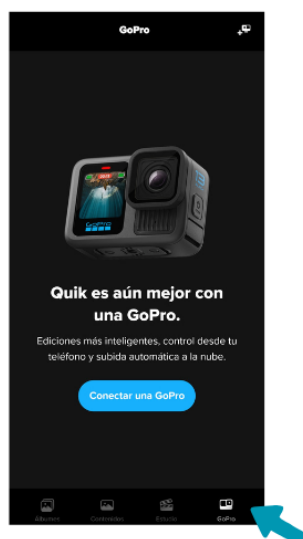 GoPro
GoPro
Quik es aún mejor con
una GoPro.
Ediciones más inteligentes, control desde tu
teléfono y subida automática a la nube.
Conectar una GoPro
Álbumes Contenidos Estudio GoPro